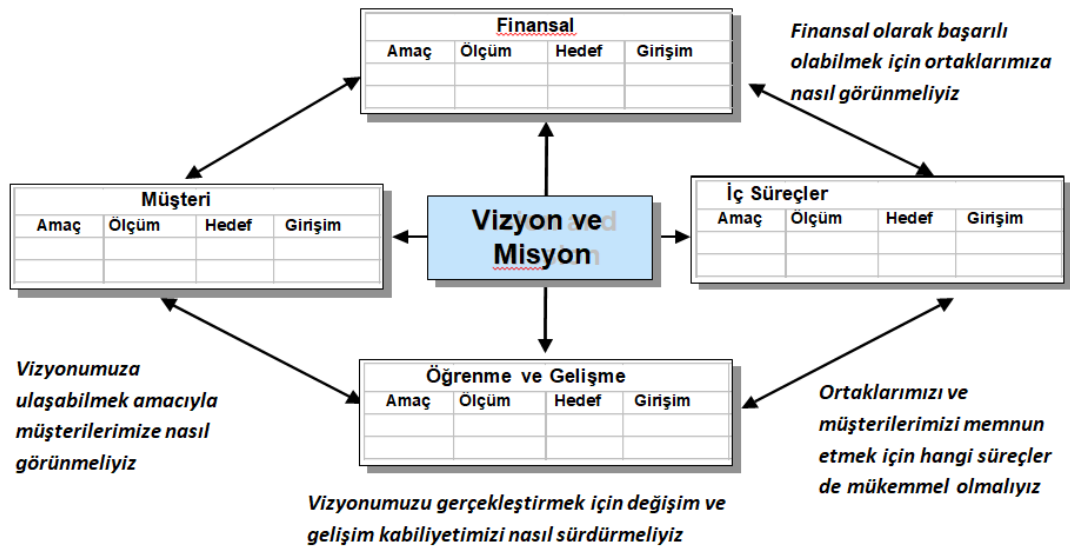 Finansal
Amaç Ölçüm Hedef Girişim
Finansal olarak başarılı
olabilmek için ortaklarımıza
nasıl görünmeliyiz
Müşteri
Amaç Ölçüm Hedef Girişim
Vizyon ve
Misyon
İç Süreçler
Amaç Ölçüm Hedef Girişim
Vizyonumuza
ulaşabilmek amacıyla
müşterilerimize nasıl
görünmeliyiz
Öğrenme ve Gelişme
Amaç Ölçüm Hedef Girişim
Ortaklarımızı ve
müşterilerimizi memnun
etmek için hangi süreçler
de mükemmel olmalıyız
Vizyonumuzu gerçekleştirmek için değişim ve
gelişim kabiliyetimizi nasıl sürdürmeliyiz